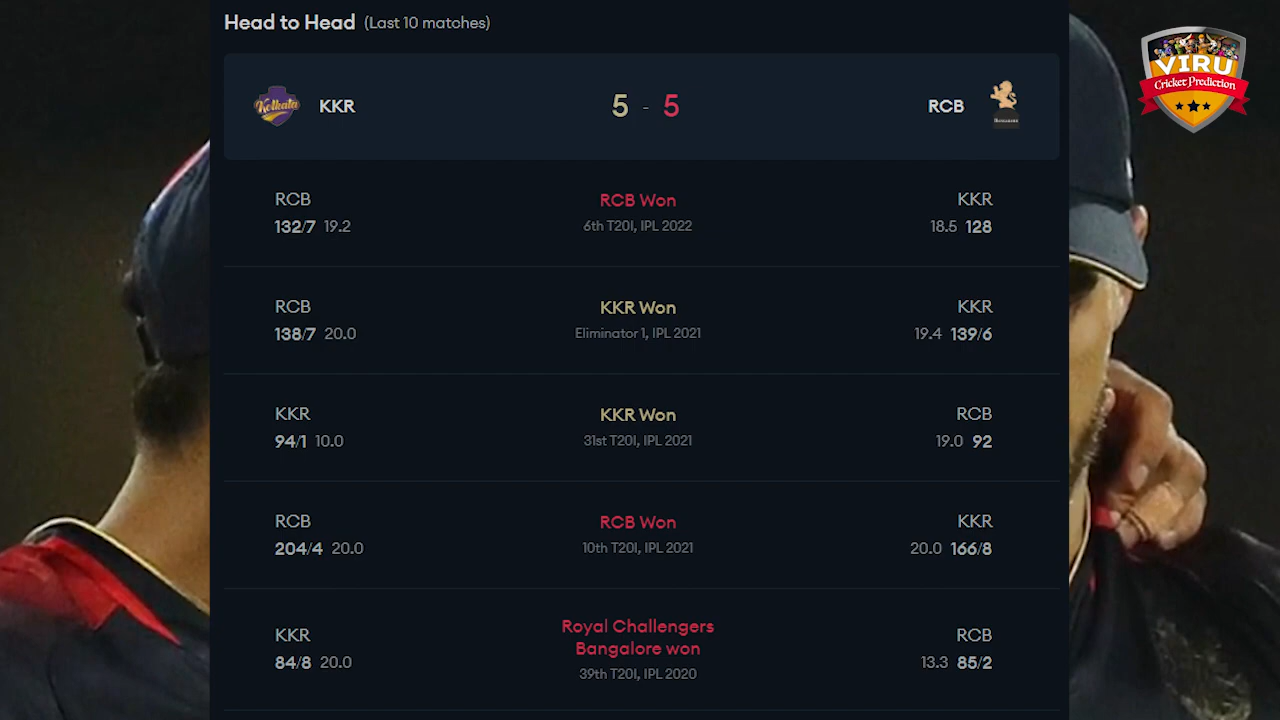 Head to Head (Last 10 matches)
VIRU
Cricket Prediction
Kolkata KKR 5 - 5 RCB
RCB RCB Won KKR
132/7 19.2 6th T20I, IPL 2022 18.5 128
RCB KKR Won KKR
138/7 20.0 Eliminator 1, IPL 2021 19.4 139/6
KKR KKR Won RCB
94/1 10.0 31st T20I, IPL 2021 19.0 92
RCB RCB Won KKR
204/4 20.0 10th T20I, IPL 2021 20.0 166/8
KKR Royal Challengers RCB
Bangalore won
84/8 20.0 39th T20I, IPL 2020 13.3 85/2